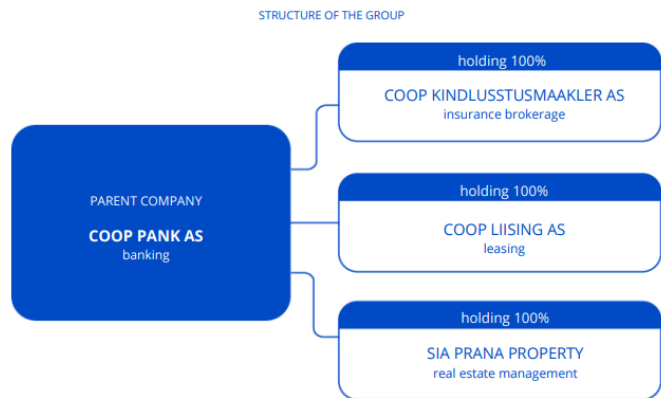 STRUCTURE OF THE GROUP
holding 100%
COOP KINDLUSSTUSMAAKLER AS
insurance brokerage
PARENT COMPANY
COOP PANK AS
banking
holding 100%
COOP LIISING AS
leasing
holding 100%
SIA PRANA PROPERTY
real estate management